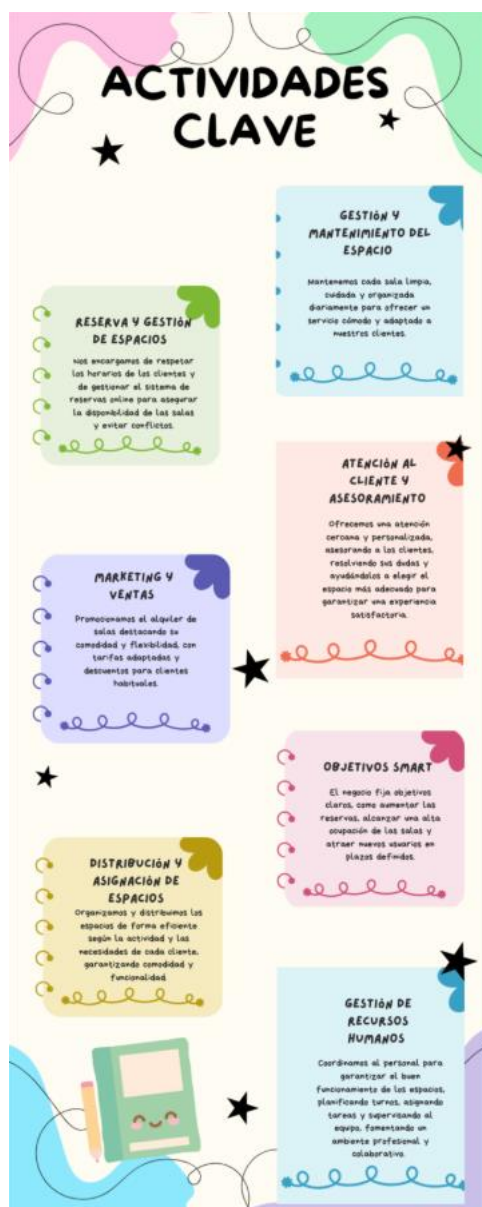 ACTIVIDADES
CLAVE
GESTIÓN Y
MANTENIMIENTO DEL
ESPACIO
Mantenemos cada sala limpia,
cuidada y organizada
diariamente para ofrecer un
servicio cómodo y adaptado a
nuestros clientes.
RESERVA Y GESTIÓN
DE ESPACIOS
Nos encargamos de respetar
los horarios de los clientes y
de gestionar el sistema de
reservas online para asegurar
la disponibilidad de las salas
y evitar conflictos.
ATENCIÓN AL
CLIENTE Y
ASESORAMIENTO
Ofrecemos una atención
cercana y personalizada,
asesorando a los clientes,
resolviendo sus dudas y
ayudándolos a elegir el
espacio más adecuado para
garantizar una experiencia
satisfactoria.
MARKETING Y
VENTAS
Promocionamos el alquiler de
salas destacando su
comodidad y flexibilidad, con
tarifas adaptadas y
descuentos para clientes
habituales.
OBJETIVOS SMART
El negocio fija objetivos
claros, como aumentar las
reservas, alcanzar una alta
ocupación de las salas y
atraer nuevos usuarios en
plazos definidos.
DISTRIBUCIÓN Y
ASIGNACIÓN DE
ESPACIOS
Organizamos y distribuimos los
espacios de forma eficiente
según la actividad y las
necesidades de cada cliente,
garantizando comodidad y
funcionalidad.
GESTIÓN DE
RECURSOS
HUMANOS
Coordinamos al personal para
garantizar el buen
funcionamiento de los espacios,
planificando turnos, asignando
tareas y supervisando al
equipo, fomentando un
ambiente profesional y
colaborativo.